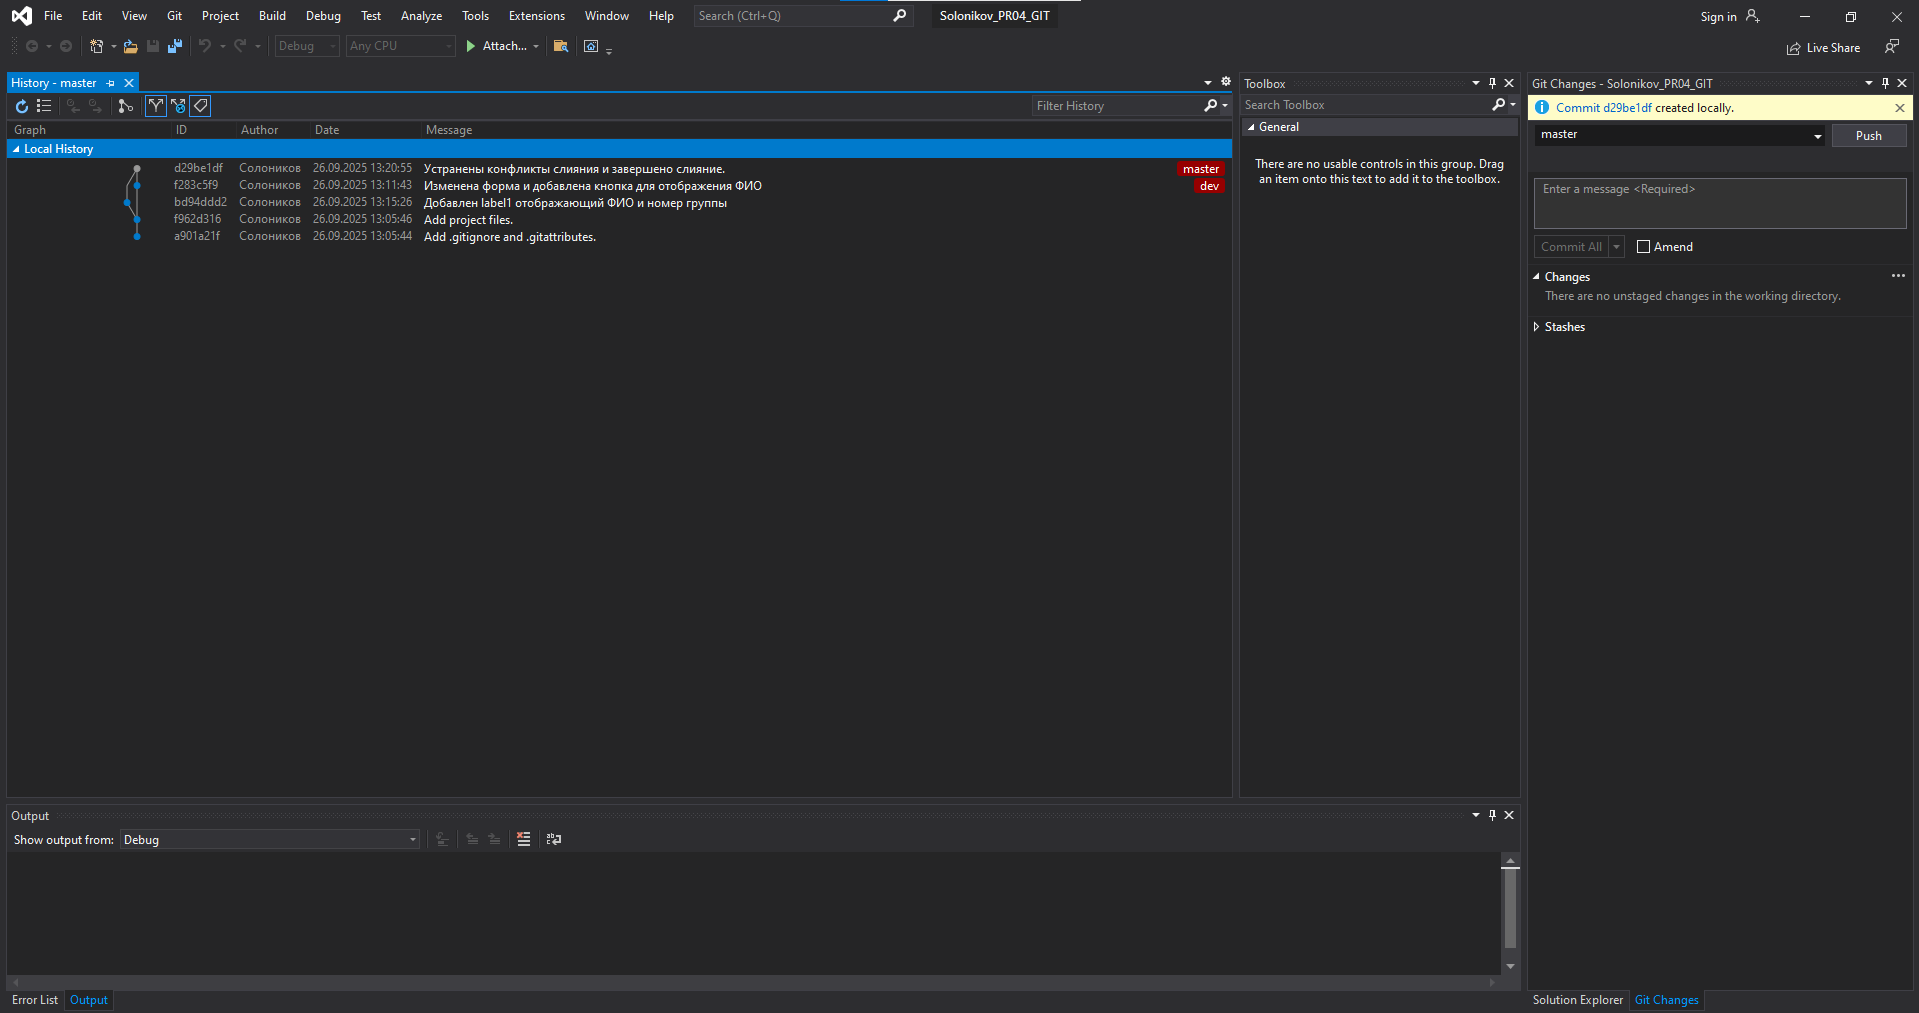 File Edit View Git Project Build Debug Test Analyze Tools Extensions Window Help Search (Ctrl+Q) Solonikov_PR04_GIT Sign in
Debug Any CPU Attach... Live Share
History - master
Filter History
Graph ID Author Date Message
Local History
d29be1df Солоников 26.09.2025 13:20:55 Устранены конфликты слияния и завершено слияние. master
f283c5f9 Солоников 26.09.2025 13:11:43 Изменена форма и добавлена кнопка для отображения ФИО dev
bd94ddd2 Солоников 26.09.2025 13:15:26 Добавлен label1 отображающий ФИО и номер группы
f962d316 Солоников 26.09.2025 13:05:46 Add project files.
a901a21f Солоников 26.09.2025 13:05:44 Add .gitignore and .gitattributes.
Toolbox
Search Toolbox
General
There are no usable controls in this group. Drag
an item onto this text to add it to the toolbox.
Git Changes - Solonikov_PR04_GIT
Commit d29be1df created locally.
master Push
Enter a message <Required>
Commit All Amend
Changes
There are no unstaged changes in the working directory.
Stashes
Output
Show output from: Debug
Error List Output
Solution Explorer Git Changes